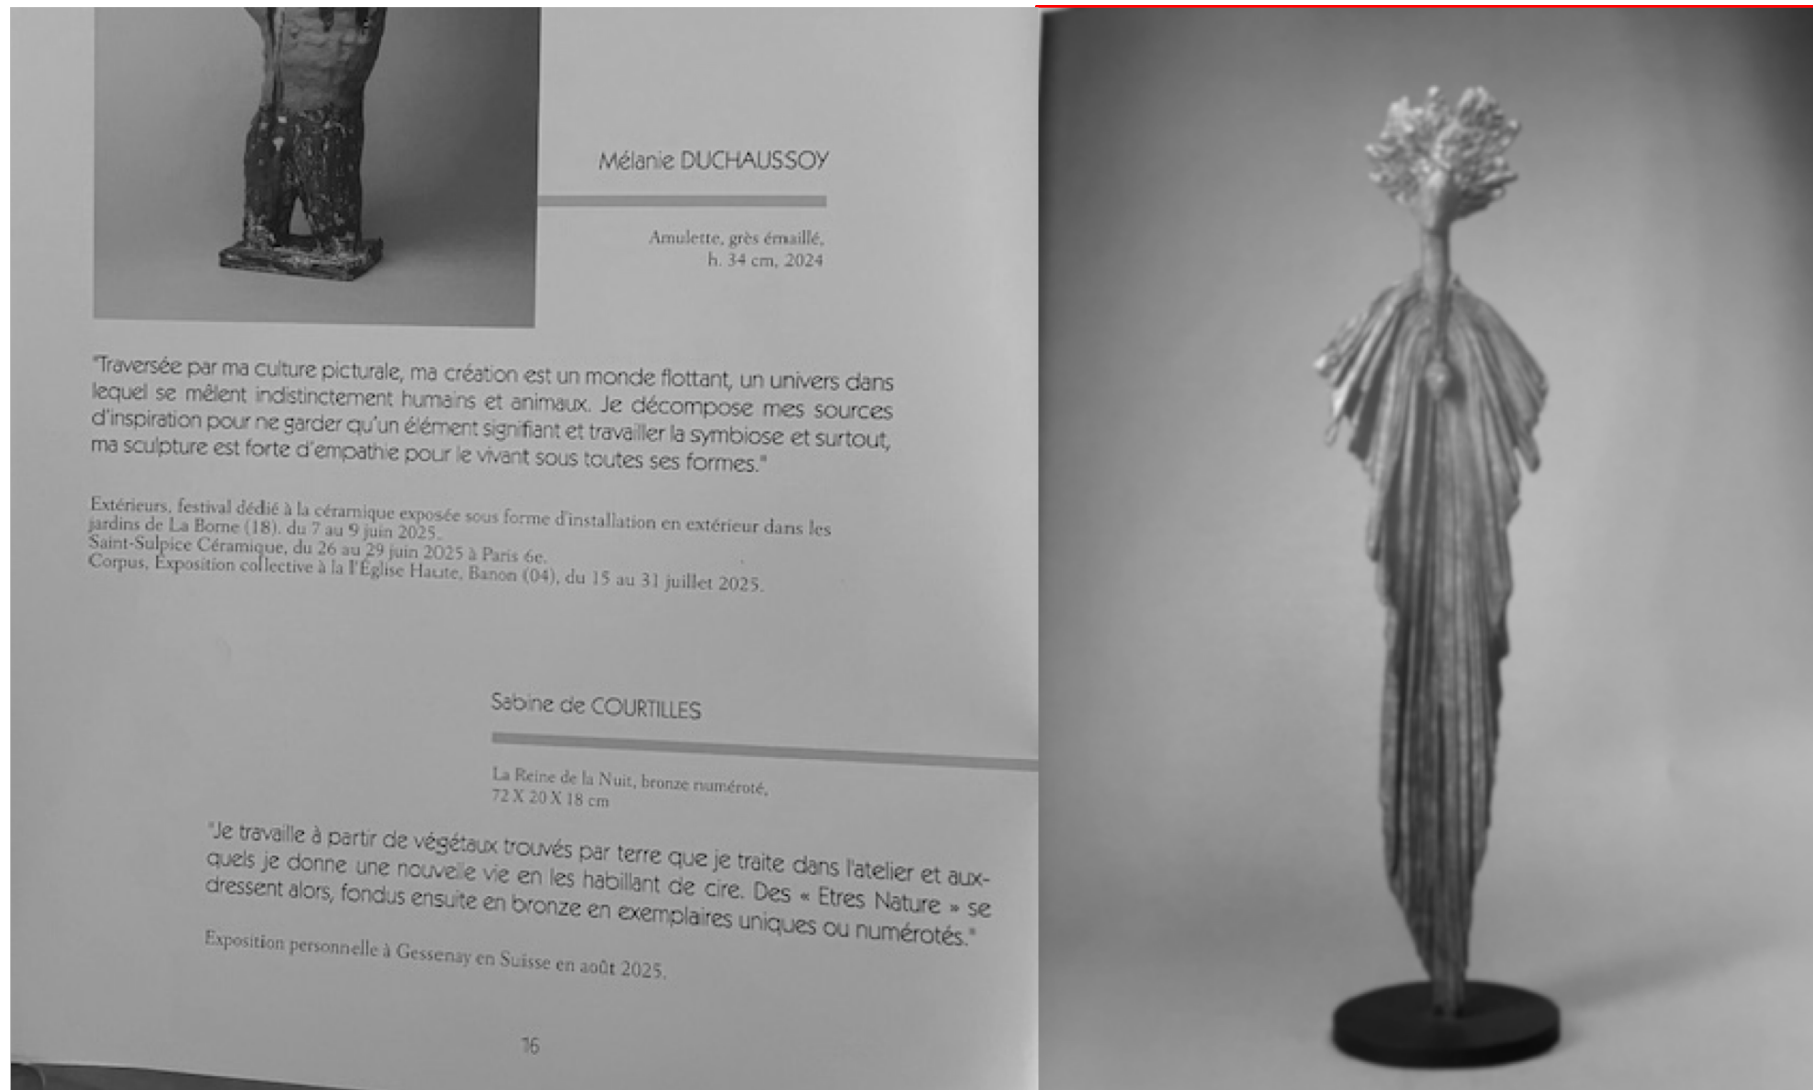 Mélanie DUCHAUSSOY
Amulette, grès émaillé,
h. 34 cm, 2024
"Traversée par ma culture picturale, ma création est un monde flottant, un univers dans
lequel se mêlent indistinctement humains et animaux. Je décompose mes sources
d'inspiration pour ne garder qu'un élément signifiant et travailler la symbiose et surtout,
ma sculpture est forte d'empathie pour le vivant sous toutes ses formes."
Extérieurs, festival dédié à la céramique exposée sous forme d'installation en extérieur dans les
jardins de La Borne (18). du 7 au 9 juin 2025.
Saint-Sulpice Céramique, du 26 au 29 juin 2025 à Paris 6e.
Corpus, Exposition collective à la l'Église Haute, Banon (04), du 15 au 31 juillet 2025.
Sabine de COURTILLES
La Reine de la Nuit, bronze numéroté,
72 X 20 X 18 cm
"Je travaille à partir de végétaux trouvés par terre que je traite dans l'atelier et aux-
quels je donne une nouvelle vie en les habillant de cire. Des « Etres Nature » se
dressent alors, fondus ensuite en bronze en exemplaires uniques ou numérotés."
Exposition personnelle à Gessenay en Suisse en août 2025.
16